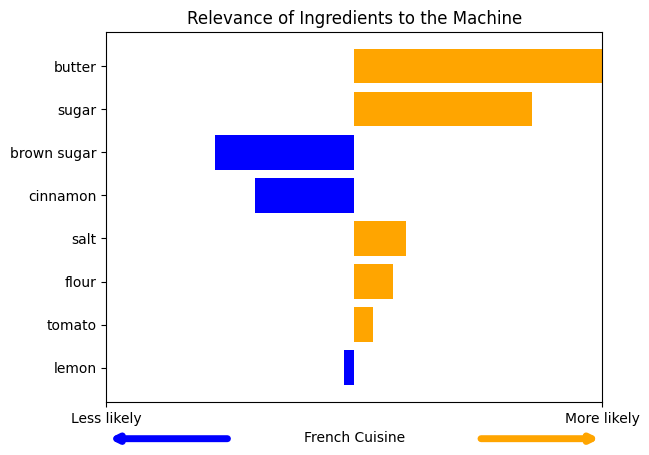 Relevance of Ingredients to the Machine
butter
sugar
brown sugar
cinnamon
salt
flour
tomato
lemon
Less likely
More likely
French Cuisine